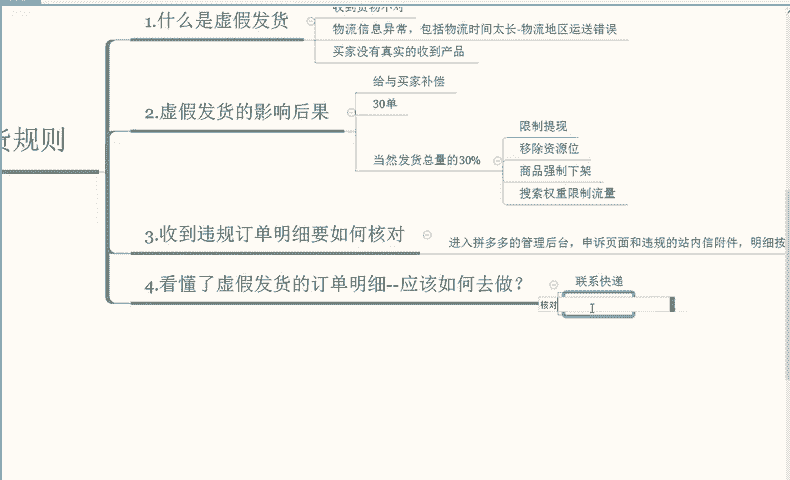 收到货物不对
1.什么是虚假发货
物流信息异常，包括物流时间太长-物流地区运送错误
买家没有真实的收到产品
给与买家补偿
2.虚假发货的影响后果
30单
货规则
限制提现
移除资源位
当然发货总量的30%
商品强制下架
搜索权重限制流量
3.收到违规订单明细要如何核对
进入拼多多的管理后台，申诉页面和违规的站内信附件，明细按
4.看懂了虚假发货的订单明细--应该如何去做？
联系快递
核对